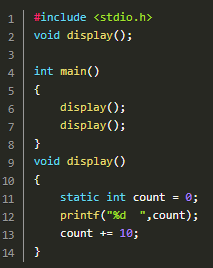 1 #include <stdio.h>
2 void display();
3
4 int main()
5 {
6     display();
7     display();
8 }
9 void display()
10 {
11     static int count = 0;
12     printf("%d  ",count);
13     count += 10;
14 }